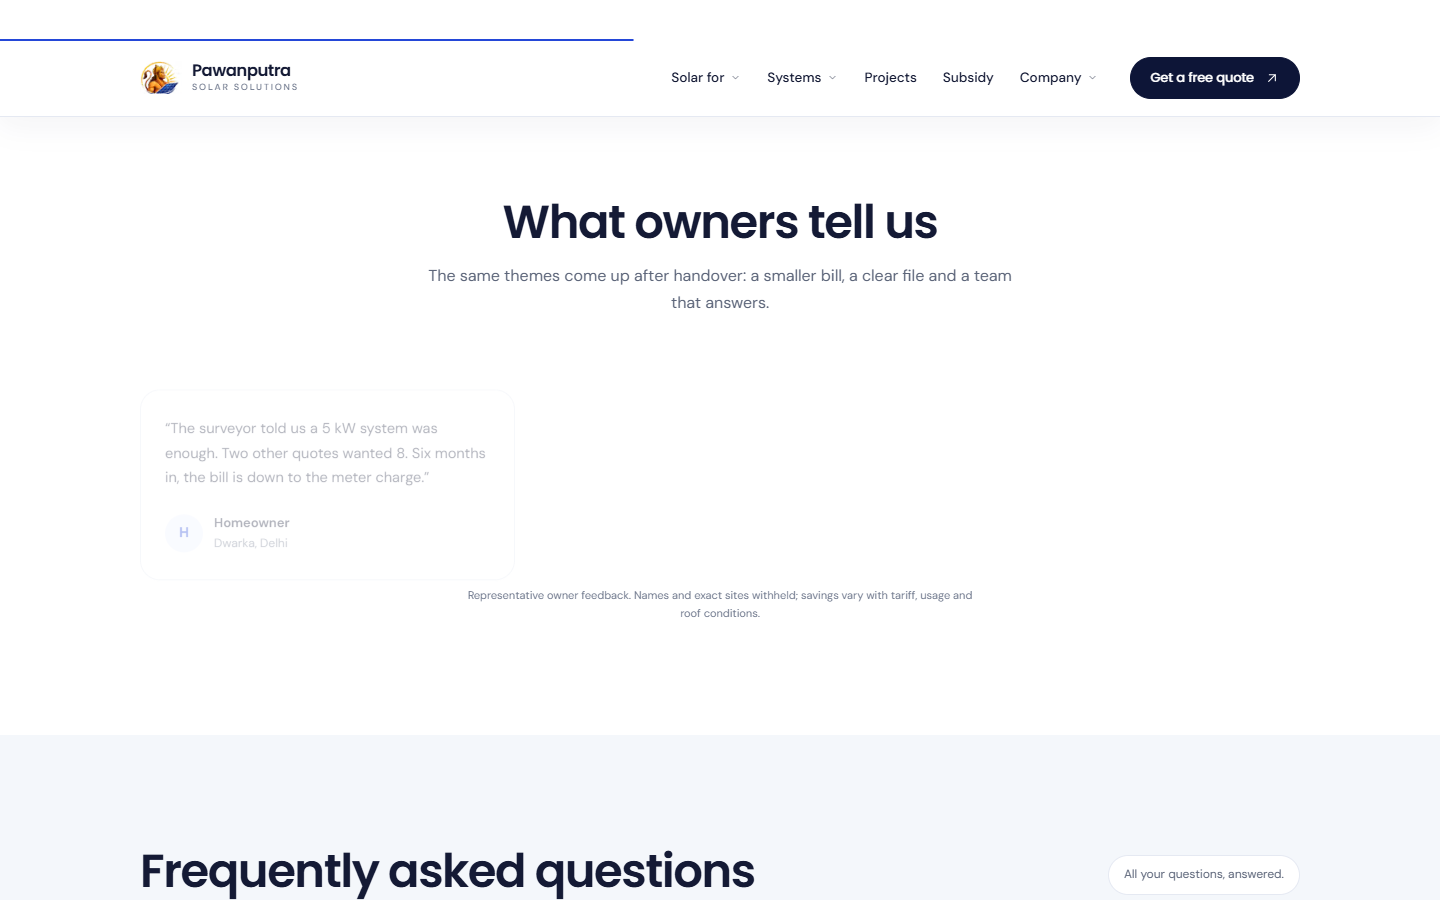 Pawanputra
SOLAR SOLUTIONS
Solar for
Systems
Projects
Subsidy
Company
Get a free quote
What owners tell us
The same themes come up after handover: a smaller bill, a clear file and a team
that answers.
“The surveyor told us a 5 kW system was
enough. Two other quotes wanted 8. Six months
in, the bill is down to the meter charge.”
H
Homeowner
Dwarka, Delhi
Representative owner feedback. Names and exact sites withheld; savings vary with tariff, usage and
roof conditions.
Frequently asked questions
All your questions, answered.